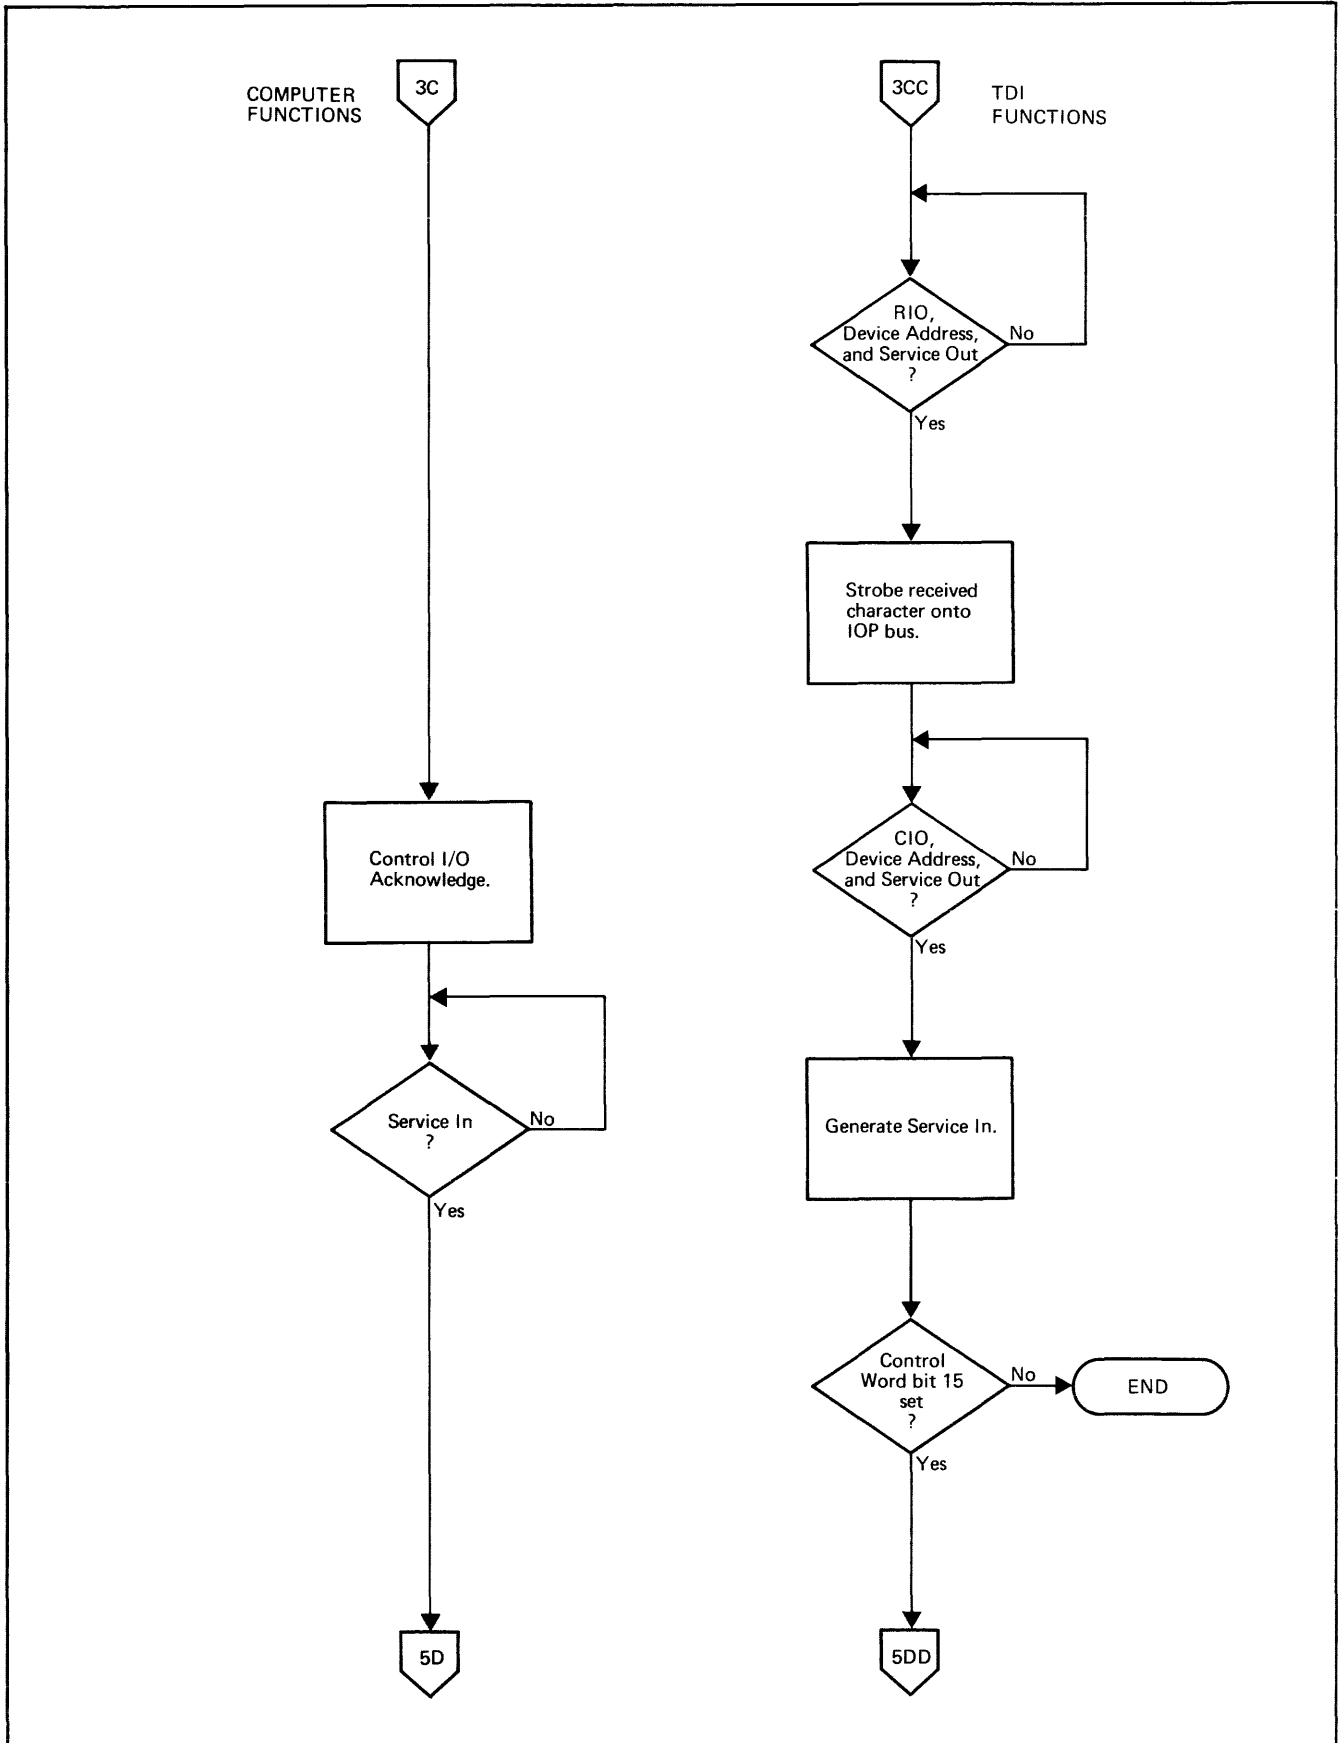 COMPUTER
FUNCTIONS
3C
Control I/O
Acknowledge.
Service In
?
No
Yes
5D
3CC
TDI
FUNCTIONS
RIO,
Device Address,
and Service Out
?
No
Yes
Strobe received
character onto
IOP bus.
CIO,
Device Address,
and Service Out
?
No
Yes
Generate Service In.
Control
Word bit 15
set
?
No
END
Yes
5DD